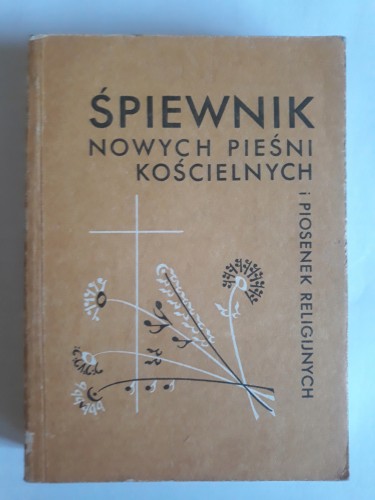 ŚPIEWNIK
NOWYCH PIEŚNI
KOŚCIELNYCH
i PIOSENEK RELIGIJNYCH